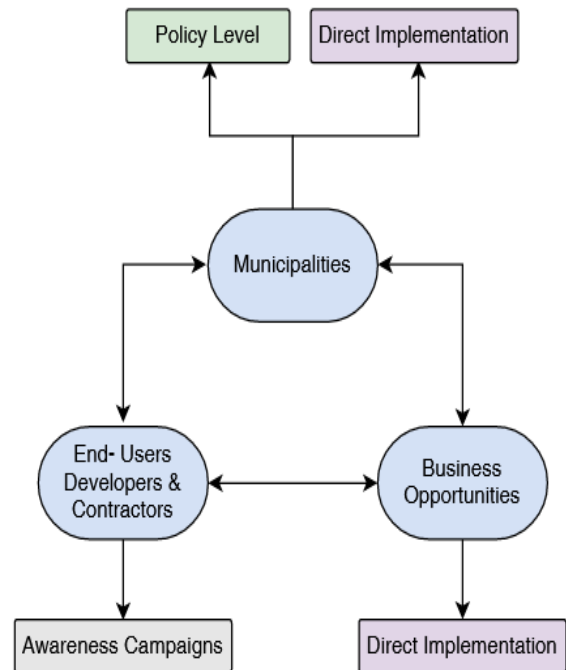 Policy Level
Direct Implementation
Municipalities
End- Users
Developers &
Contractors
Business
Opportunities
Awareness Campaigns
Direct Implementation